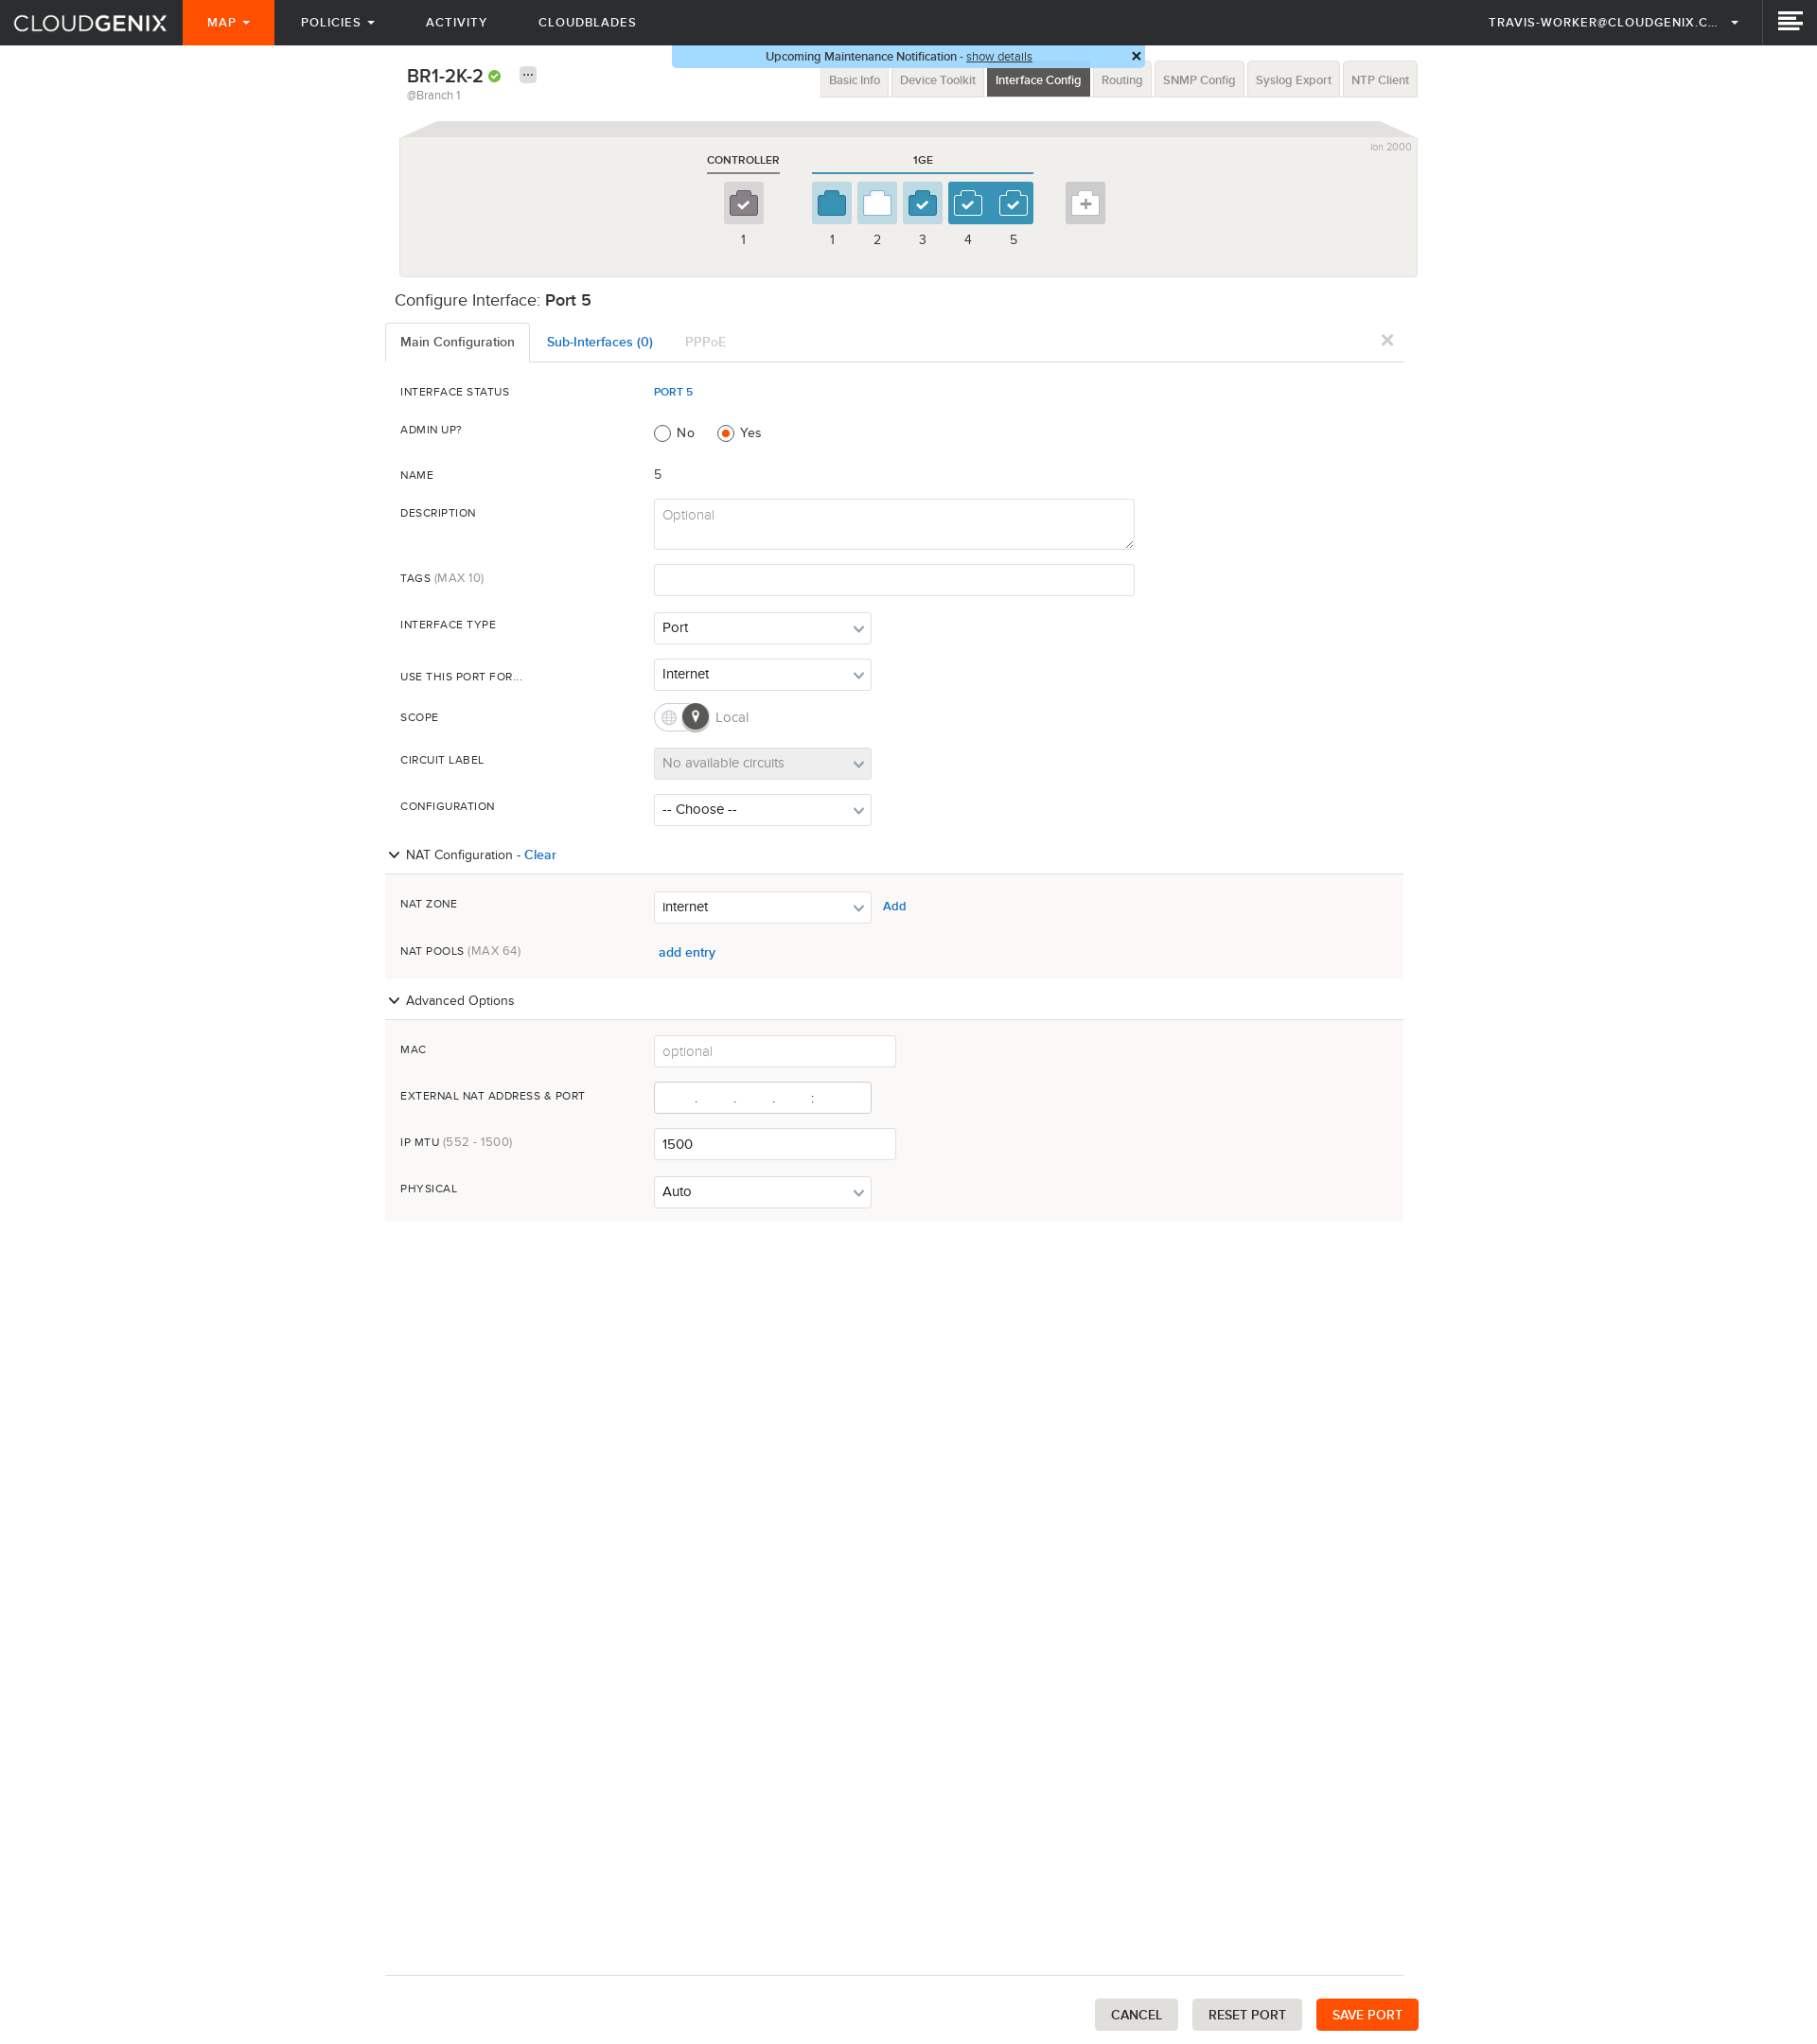 CLOUDGENIX MAP POLICIES ACTIVITY CLOUDBLADES TRAVIS-WORKER@CLOUDGENIX.C...
Upcoming Maintenance Notification - show details
BR1-2K-2
@Branch 1
Basic Info Device Toolkit Interface Config Routing SNMP Config Syslog Export NTP Client
ion 2000
CONTROLLER 1GE
1 1 2 3 4 5
Configure Interface: Port 5
Main Configuration Sub-Interfaces (0) PPPoE
INTERFACE STATUS PORT 5
ADMIN UP? No Yes
NAME 5
DESCRIPTION Optional
TAGS (MAX 10)
INTERFACE TYPE Port
USE THIS PORT FOR... Internet
SCOPE Local
CIRCUIT LABEL No available circuits
CONFIGURATION -- Choose --
NAT Configuration - Clear
NAT ZONE internet Add
NAT POOLS (MAX 64) add entry
Advanced Options
MAC optional
EXTERNAL NAT ADDRESS & PORT . . . :
IP MTU (552 - 1500) 1500
PHYSICAL Auto
CANCEL RESET PORT SAVE PORT